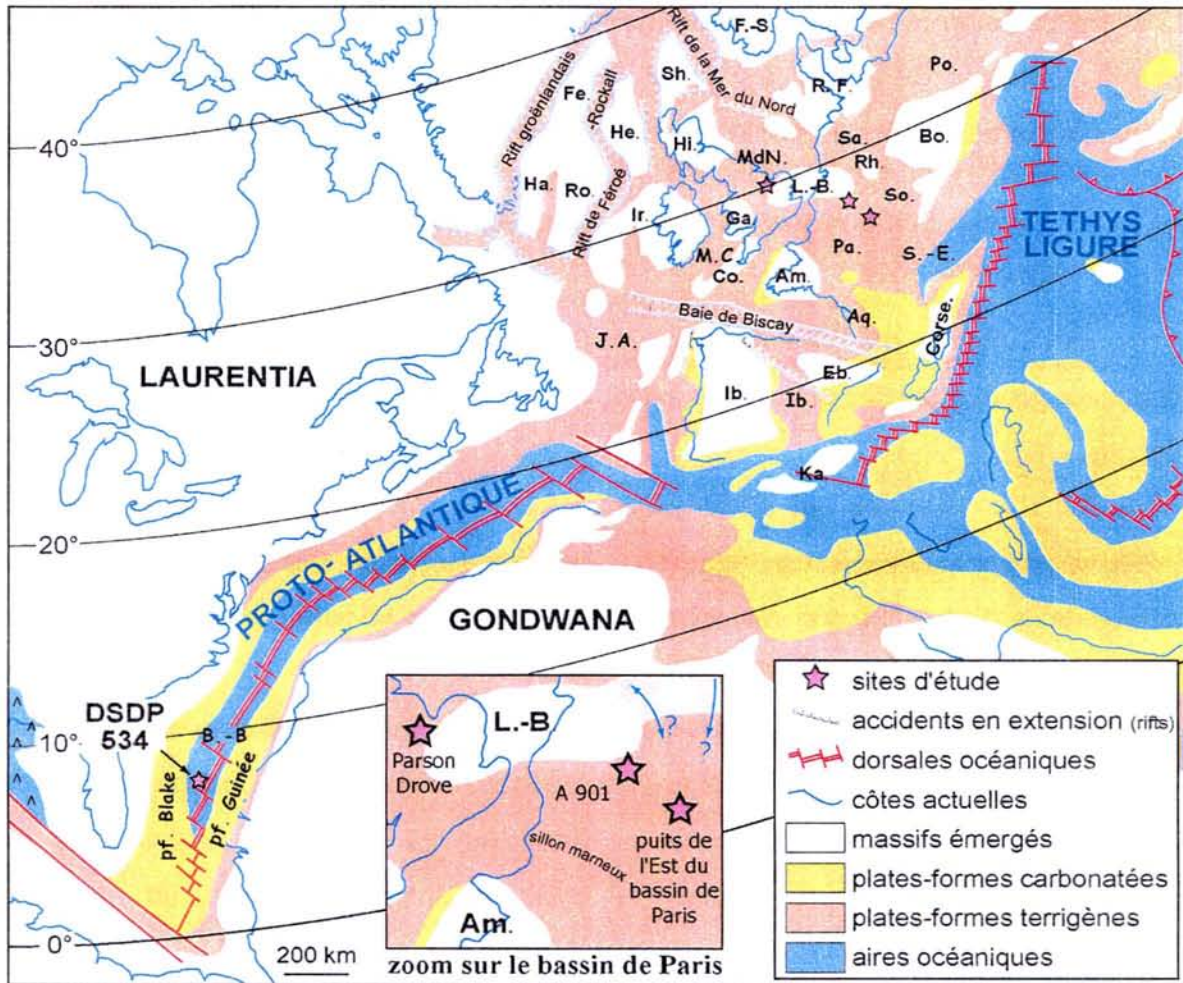 F.-S.
Po.
Rift de la Mer du Nord
Rift groënlandais
Sh.
R. F.
Fe.
Rift de Féroé-Rockall
40°
He.
Hi.
Sa.
Bo.
MdN.
Rh.
Ha.
Ro.
L.-B.
So.
Ir.
Ga.
TETHYS
LIGURE
M.C.
Pa.
S.-E.
Co.
Am.
Baie de Biscay
Aq.
Corse.
30°
J.A.
LAURENTIA
Eb.
Ib.
Ib.
Ka.
PROTO-ATLANTIQUE
20°
GONDWANA
DSDP
534
B.-B
10°
pf. Blake
pf. Guinée
0°
200 km
L.-B.
?
?
Parson
Drove
A 901
sillon marneux
puits de
l'Est du
bassin de
Paris
Am.
zoom sur le bassin de Paris
sites d'étude
accidents en extension (rifts)
dorsales océaniques
côtes actuelles
massifs émergés
plates-formes carbonatées
plates-formes terrigènes
aires océaniques